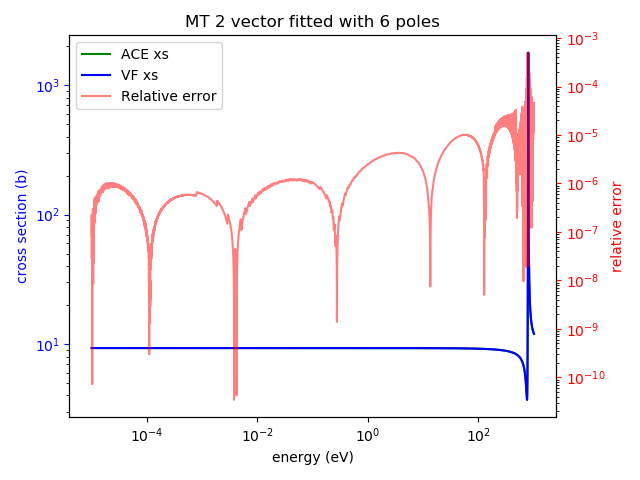 MT 2 vector fitted with 6 poles
ACE xs
VF xs
Relative error
cross section (b)
10^3
10^2
10^1
10^-3
10^-4
10^-5
10^-6
10^-7
10^-8
10^-9
10^-10
relative error
10^-4
10^-2
10^0
10^2
energy (eV)